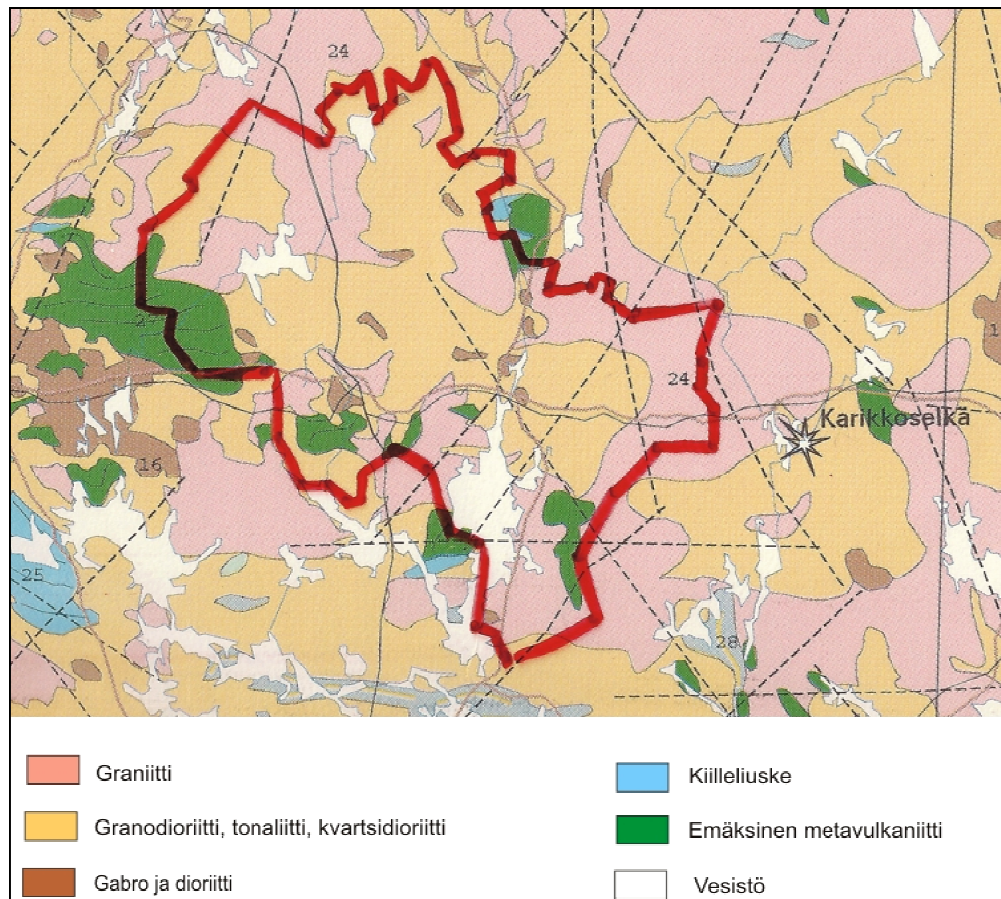 24
24
Karikkoselkä
16
25
28
Graniitti
Granodioriitti, tonaliitti, kvartsidioriitti
Gabro ja dioriitti
Kiilleliuske
Emäksinen metavulkaniitti
Vesistö